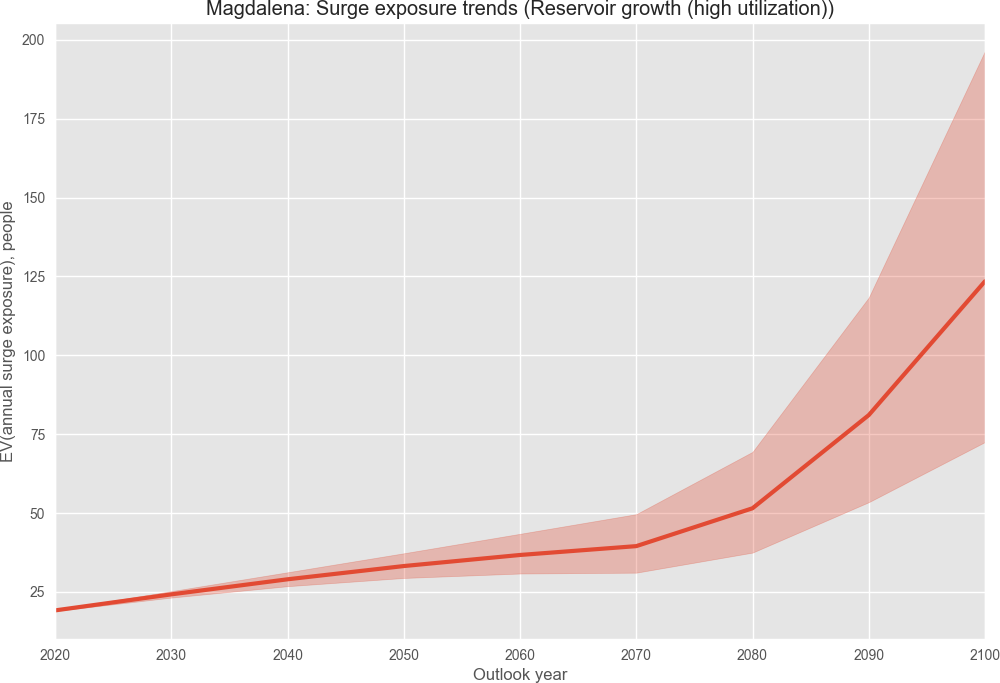 Magdalena: Surge exposure trends (Reservoir growth (high utilization))
EV(annual surge exposure), people
200
175
150
125
100
75
50
25
2020 2030 2040 2050 2060 2070 2080 2090 2100
Outlook year